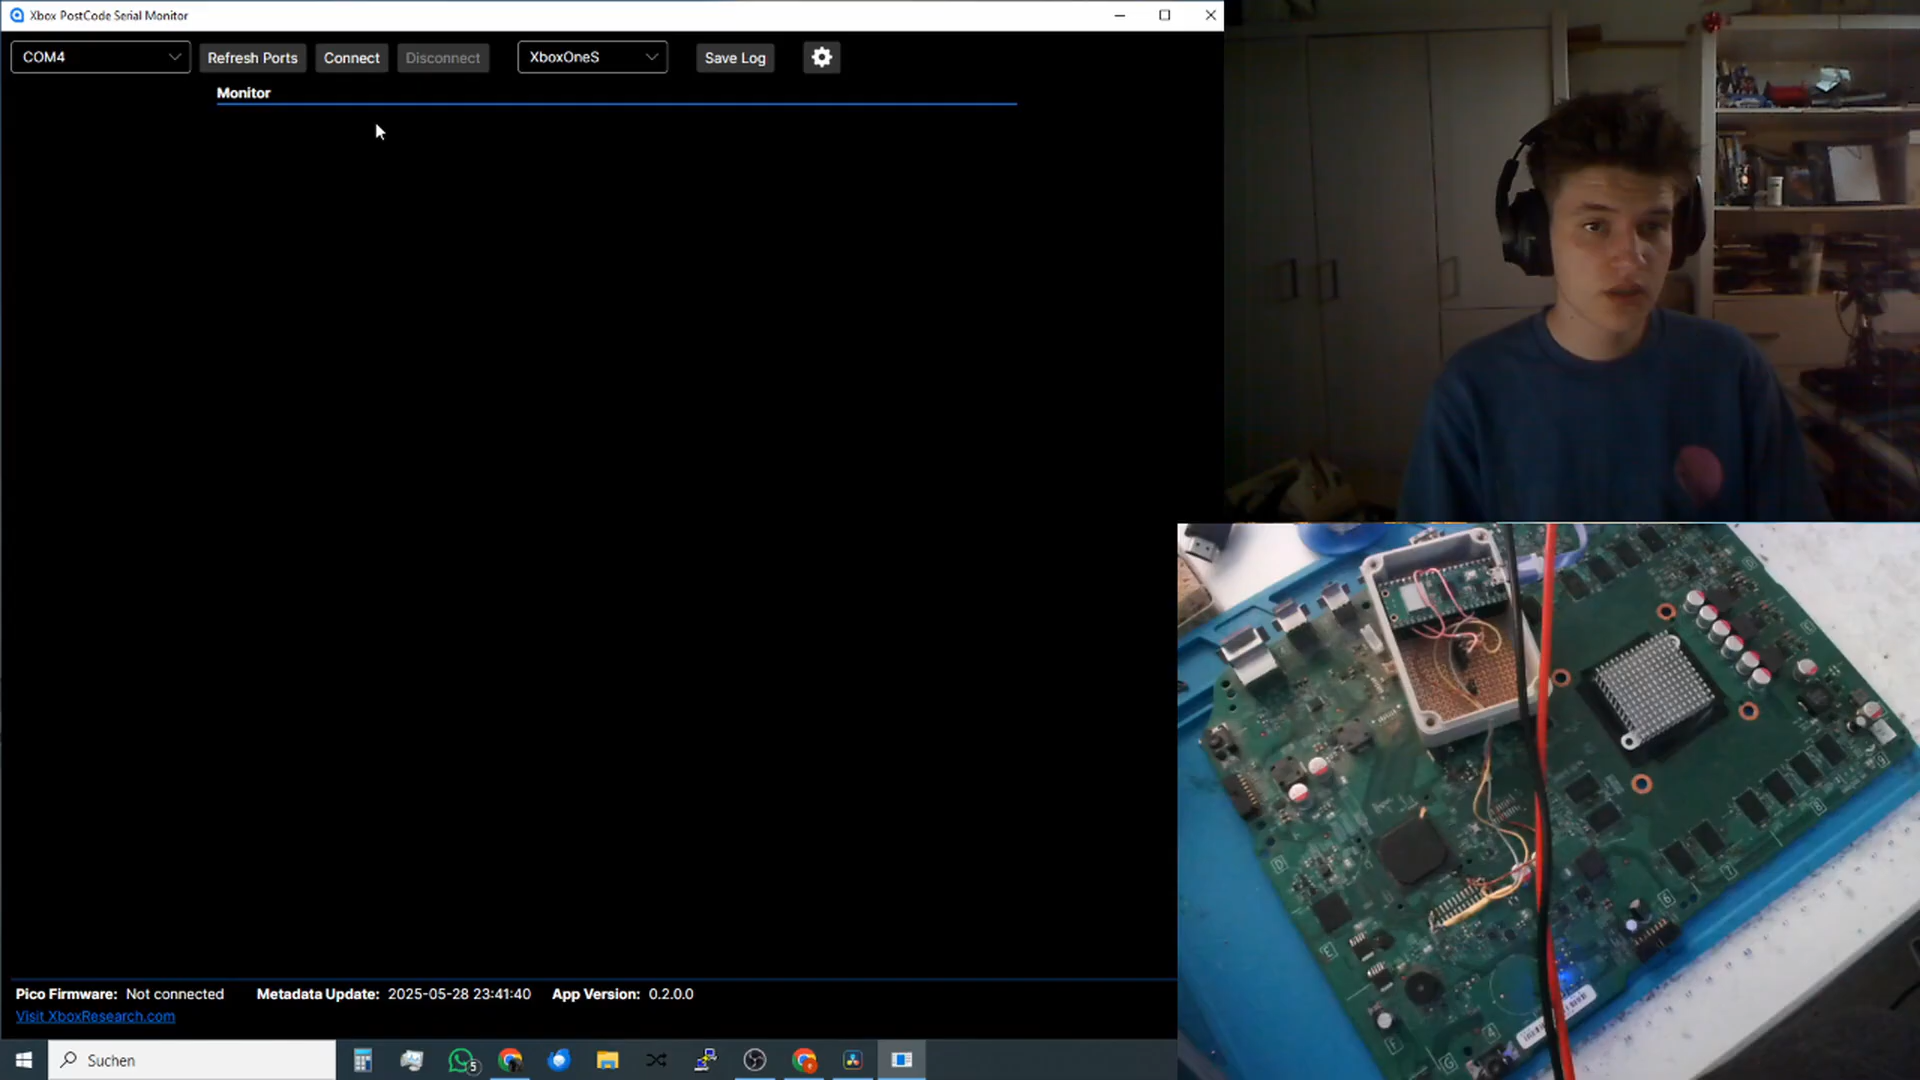 Xbox PostCode Serial Monitor
COM4 Refresh Ports Connect Disconnect XboxOneS Save Log
Monitor
Pico Firmware: Not connected Metadata Update: 2025-05-28 23:41:40 App Version: 0.2.0.0
Visit XboxResearch.com
Suchen
5